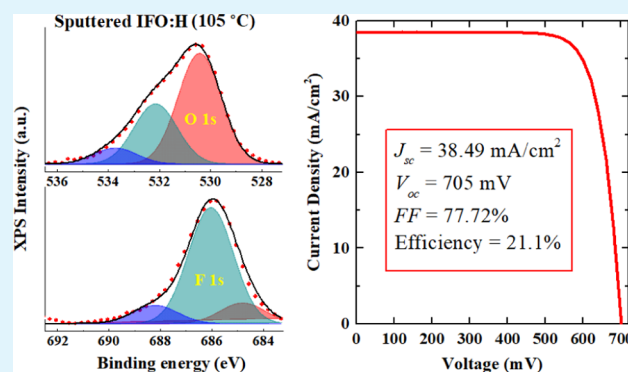 Sputtered IFO:H (105 °C)
XPS Intensity (a.u.)
O 1s
536 534 532 530 528
F 1s
692 690 688 686 684
Binding energy (eV)
Current Density (mA/cm²)
40
30
20
10
0
J_sc = 38.49 mA/cm²
V_oc = 705 mV
FF = 77.72%
Efficiency = 21.1%
0 100 200 300 400 500 600 700
Voltage (mV)